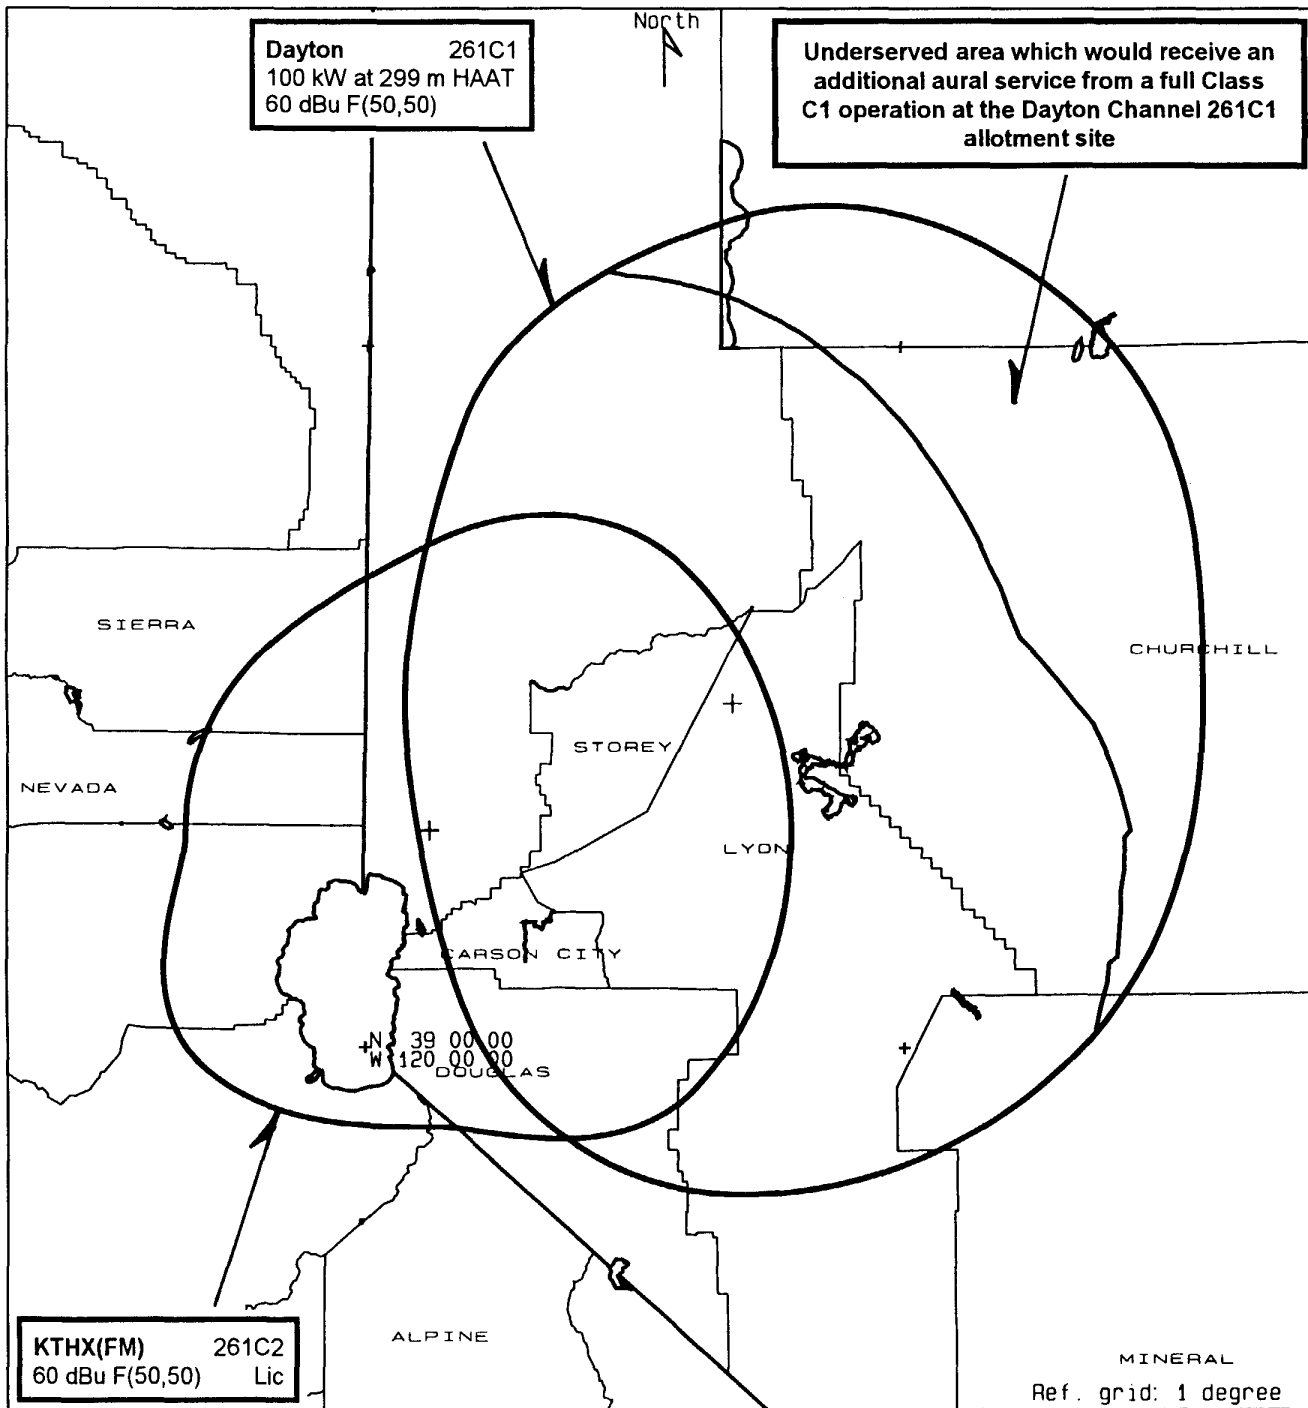 North
Dayton 261C1
100 kW at 299 m HAAT
60 dBu F(50,50)
Underserved area which would receive an
additional aural service from a full Class
C1 operation at the Dayton Channel 261C1
allotment site
SIERRA
CHURCHILL
STOREY
NEVADA
LYON
CARSON CITY
N 39 00 00
W 120 00 00
DOUGLAS
KTHX(FM) 261C2
60 dBu F(50,50) Lic
ALPINE
MINERAL
Ref. grid: 1 degree